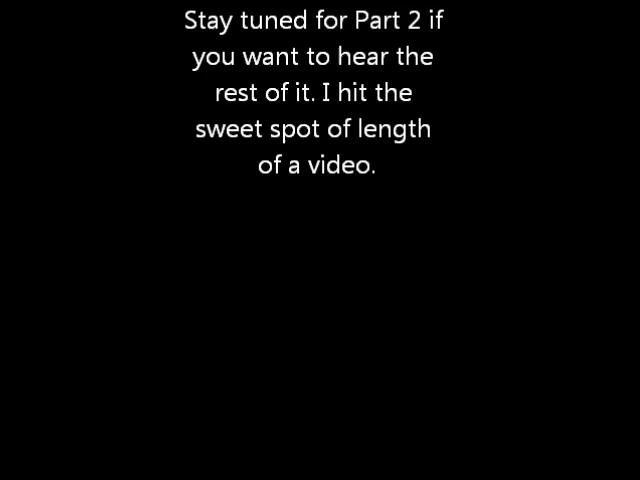 Stay tuned for Part 2 if
you want to hear the
rest of it. I hit the
sweet spot of length
of a video.